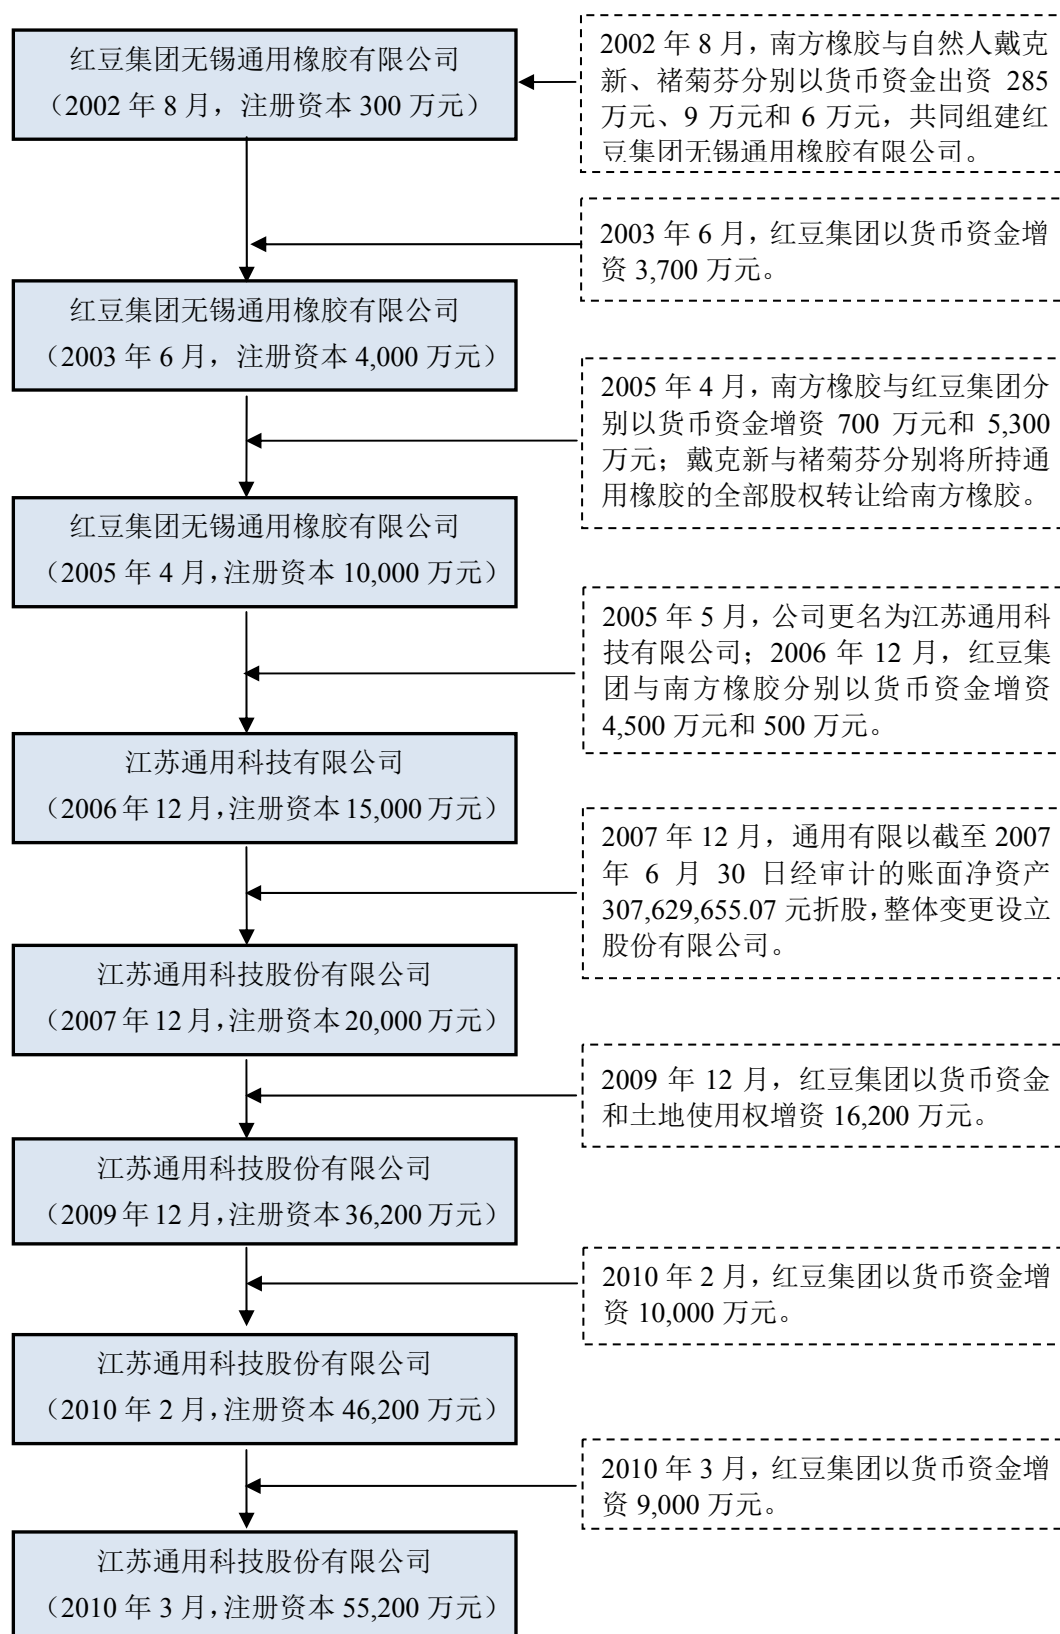 红豆集团无锡通用橡胶有限公司
（2002 年 8 月，注册资本 300 万元）
2002 年 8 月，南方橡胶与自然人戴克
新、褚菊芬分别以货币资金出资 285
万元、9 万元和 6 万元，共同组建红
豆集团无锡通用橡胶有限公司。
2003 年 6 月，红豆集团以货币资金增
资 3,700 万元。
红豆集团无锡通用橡胶有限公司
（2003 年 6 月，注册资本 4,000 万元）
2005 年 4 月，南方橡胶与红豆集团分
别以货币资金增资 700 万元和 5,300
万元；戴克新与褚菊芬分别将所持通
用橡胶的全部股权转让给南方橡胶。
红豆集团无锡通用橡胶有限公司
（2005 年 4 月，注册资本 10,000 万元）
2005 年 5 月，公司更名为江苏通用科
技有限公司；2006 年 12 月，红豆集
团与南方橡胶分别以货币资金增资
4,500 万元和 500 万元。
江苏通用科技有限公司
（2006 年 12 月，注册资本 15,000 万元）
2007 年 12 月，通用有限以截至 2007
年 6 月 30 日经审计的账面净资产
307,629,655.07 元折股，整体变更设立
股份有限公司。
江苏通用科技股份有限公司
（2007 年 12 月，注册资本 20,000 万元）
2009 年 12 月，红豆集团以货币资金
和土地使用权增资 16,200 万元。
江苏通用科技股份有限公司
（2009 年 12 月，注册资本 36,200 万元）
2010 年 2 月，红豆集团以货币资金增
资 10,000 万元。
江苏通用科技股份有限公司
（2010 年 2 月，注册资本 46,200 万元）
2010 年 3 月，红豆集团以货币资金增
资 9,000 万元。
江苏通用科技股份有限公司
（2010 年 3 月，注册资本 55,200 万元）